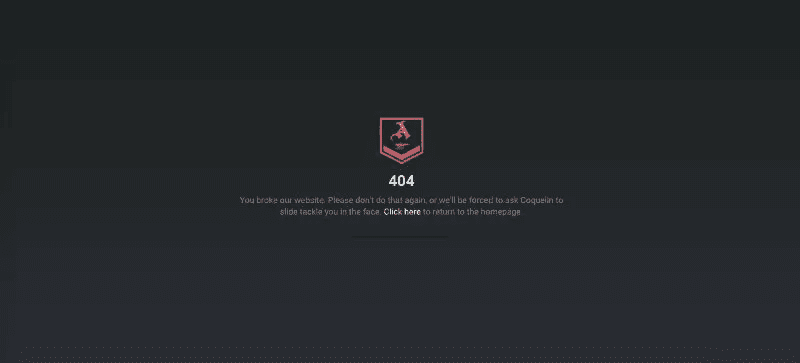 404
You broke our website. Please don't do that again, or we'll be forced to ask Coquelin to
slide tackle you in the face. Click here to return to the homepage